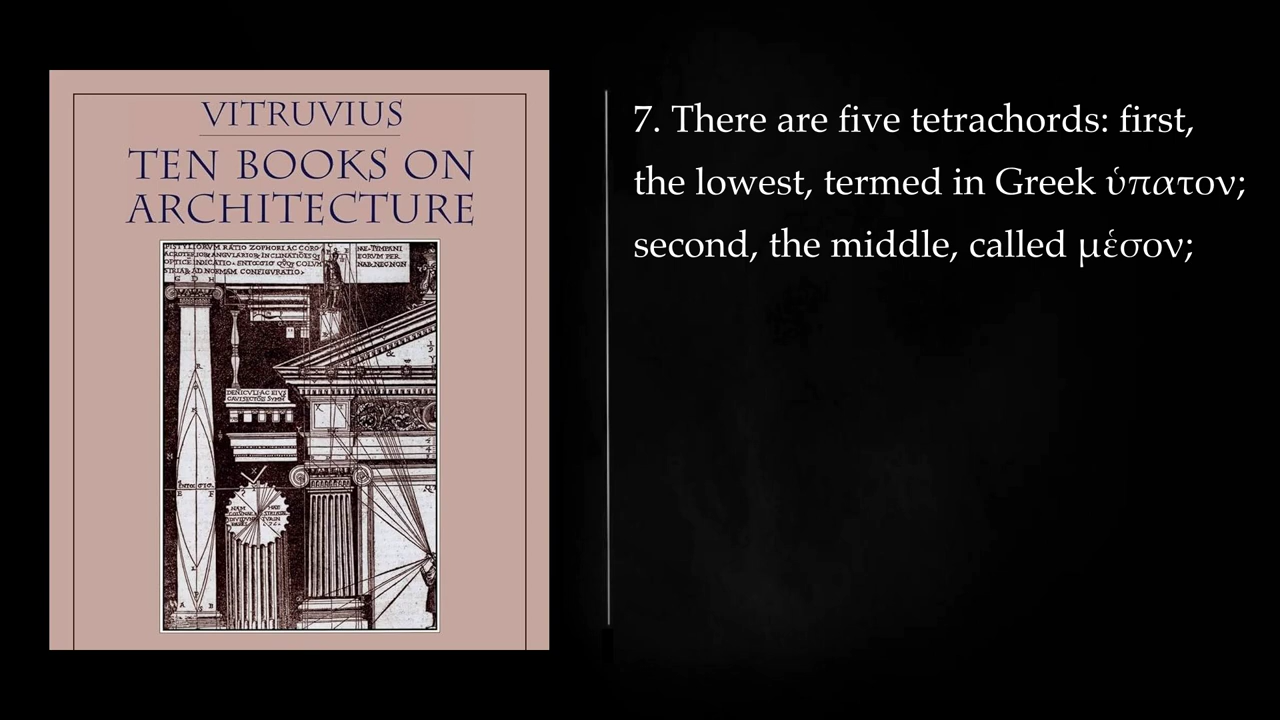 VITRUVIUS
TEN BOOKS ON
ARCHITECTURE
7. There are five tetrachords: first,
the lowest, termed in Greek ὑπατον;
second, the middle, called μέσον;